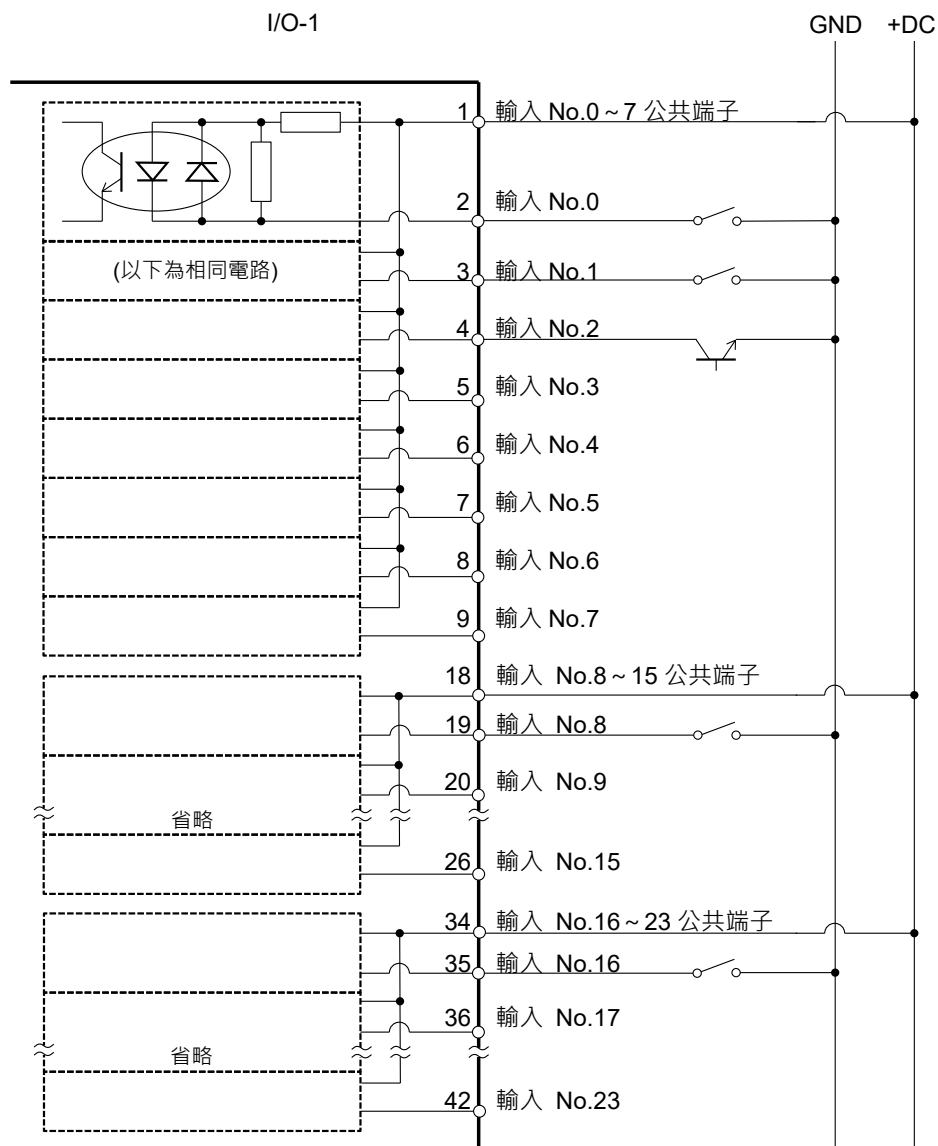 I/O-1
GND +DC
1 輸入 No.0~7 公共端子
2 輸入 No.0
(以下為相同電路)
3 輸入 No.1
4 輸入 No.2
5 輸入 No.3
6 輸入 No.4
7 輸入 No.5
8 輸入 No.6
9 輸入 No.7
18 輸入 No.8~15 公共端子
19 輸入 No.8
20 輸入 No.9
省略
26 輸入 No.15
34 輸入 No.16~23 公共端子
35 輸入 No.16
36 輸入 No.17
省略
42 輸入 No.23